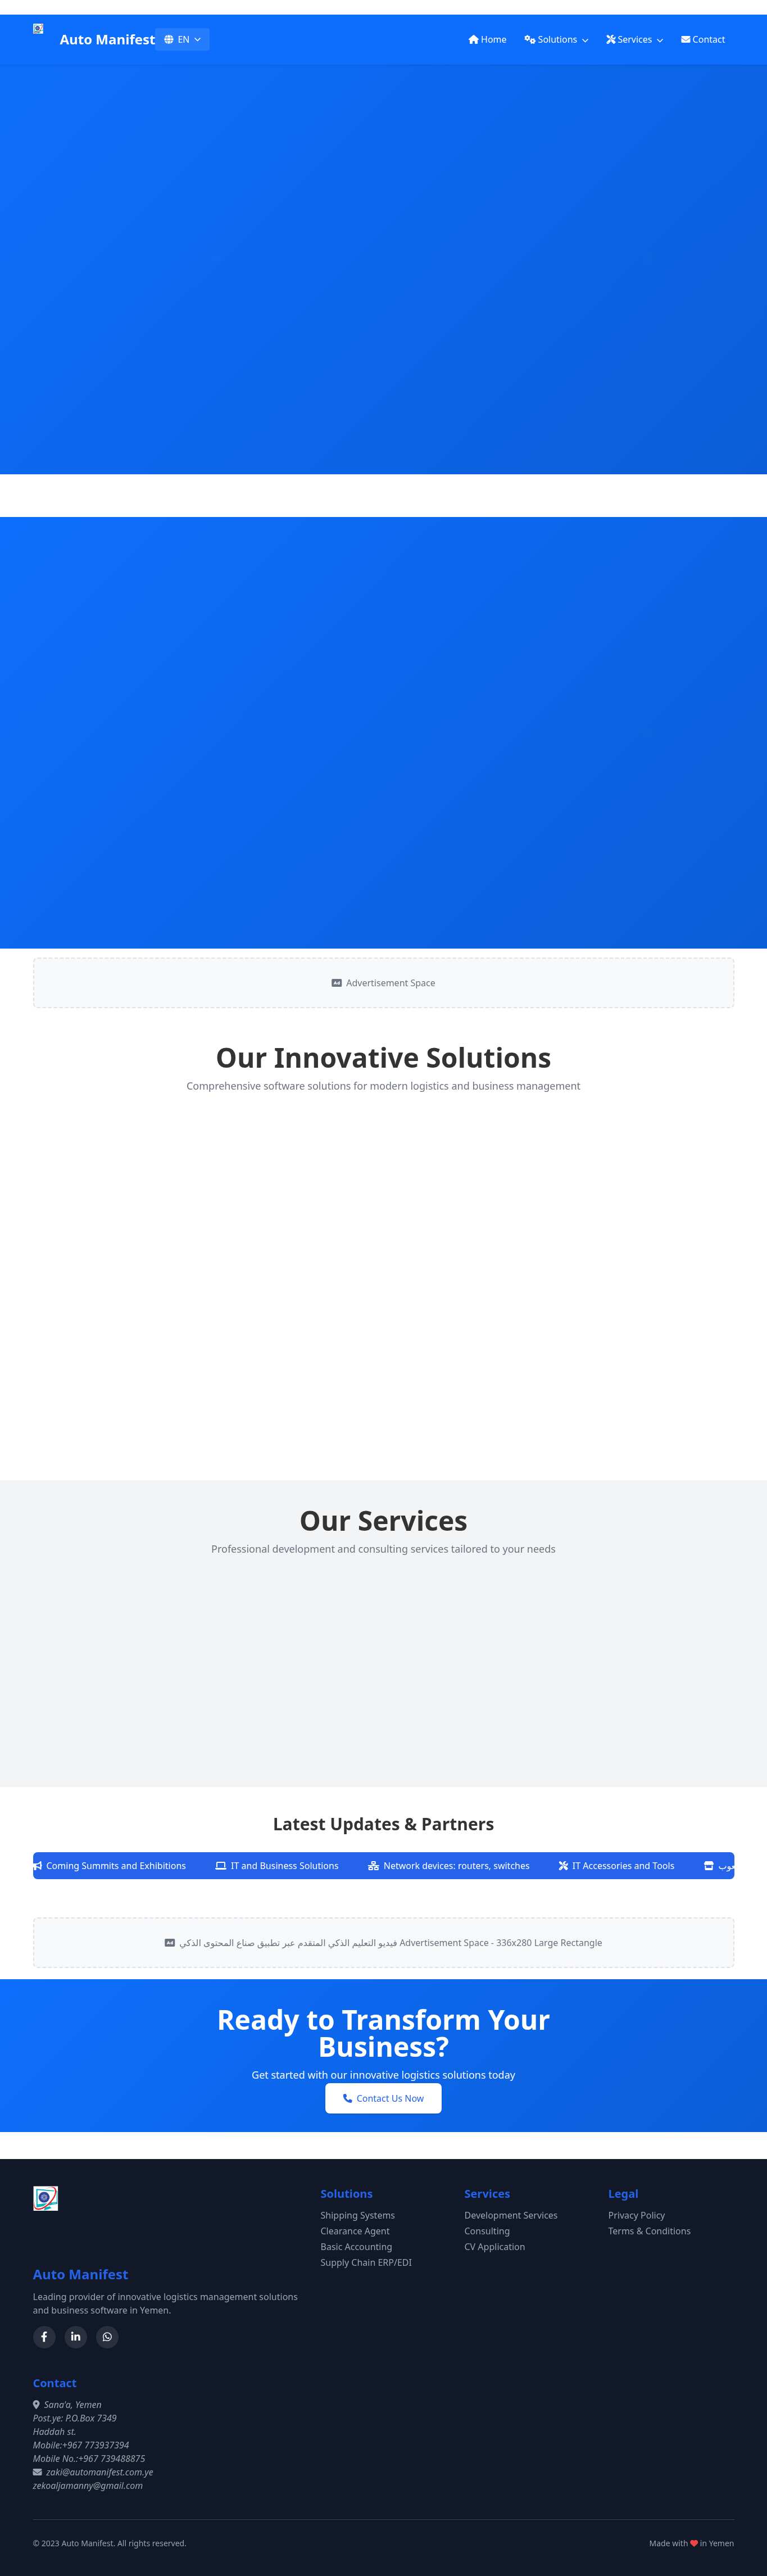 Auto Manifest
EN
Home
Solutions
Services
Contact
Advertisement Space
Our Innovative Solutions
Comprehensive software solutions for modern logistics and business management
Our Services
Professional development and consulting services tailored to your needs
Latest Updates & Partners
Coming Summits and Exhibitions
IT and Business Solutions
Network devices: routers, switches
IT Accessories and Tools
فيديو التعليم الذكي المتقدم عبر تطبيق صناع المحتوى الذكي Advertisement Space - 336x280 Large Rectangle
Ready to Transform Your
Business?
Get started with our innovative logistics solutions today
Contact Us Now
Auto Manifest
Leading provider of innovative logistics management solutions
and business software in Yemen.
Solutions
Shipping Systems
Clearance Agent
Basic Accounting
Supply Chain ERP/EDI
Services
Development Services
Consulting
CV Application
Legal
Privacy Policy
Terms & Conditions
Contact
Sana'a, Yemen
Post.ye: P.O.Box 7349
Haddah st.
Mobile:+967 773937394
Mobile No.:+967 739488875
zaki@automanifest.com.ye
zekoaljamanny@gmail.com
© 2023 Auto Manifest. All rights reserved.
Made with ❤ in Yemen